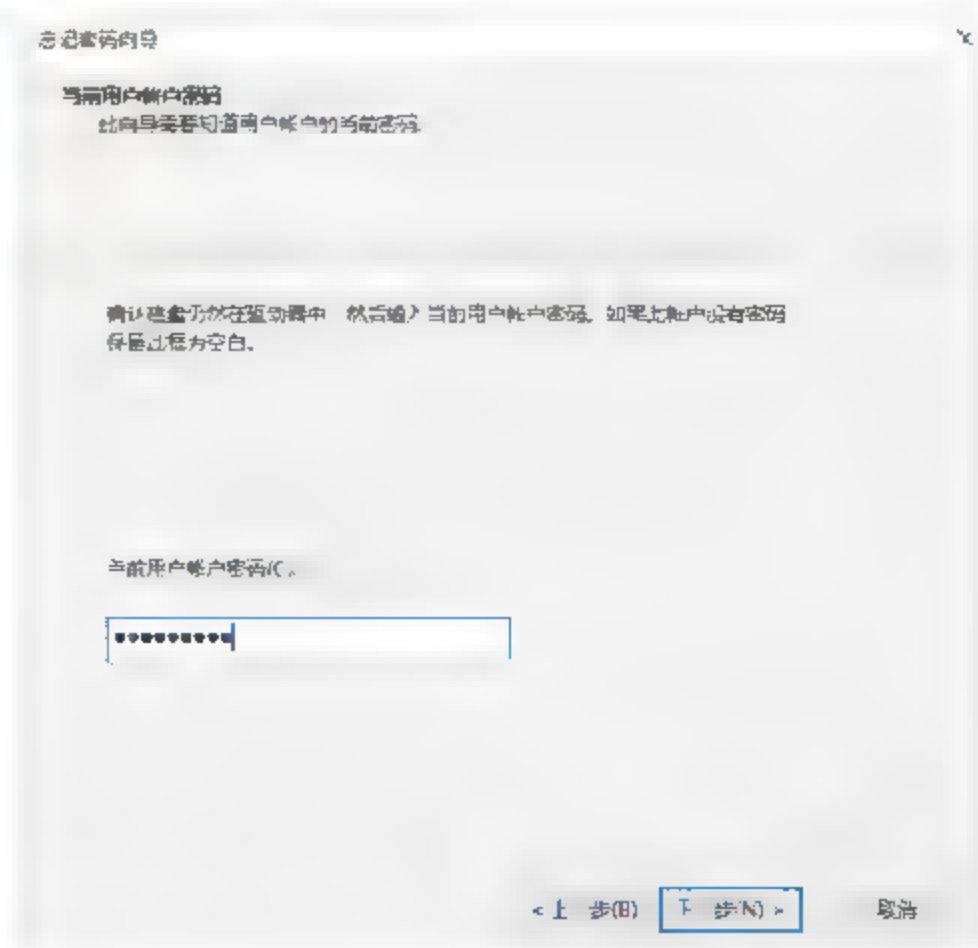 忘记密码向导
当前用户帐户密码
此向导需要知道用户帐户的当前密码。
确认磁盘仍然在驱动器中，然后输入当前用户帐户密码。如果此帐户没有密码
保留此框为空白。
当前用户帐户密码(C):
< 上一步(B) 下一步(N) > 取消